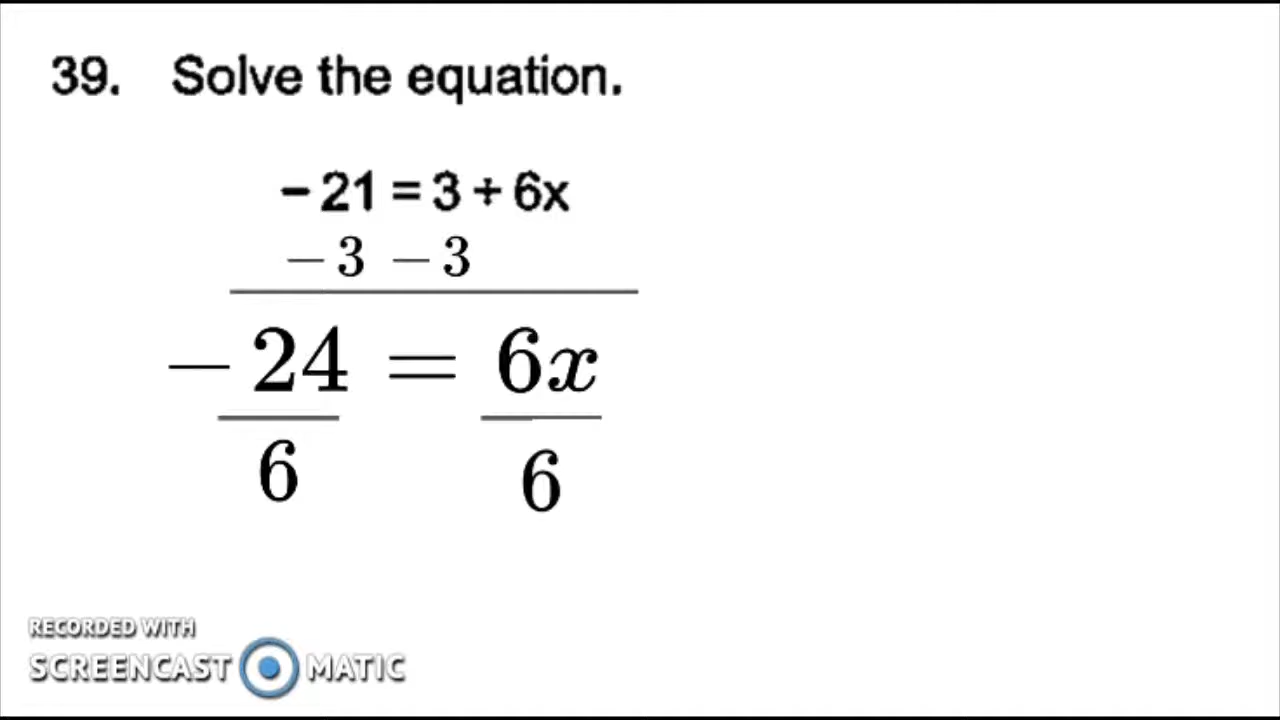 39. Solve the equation.
− 21 = 3 + 6x
− 3 − 3
− 24 = 6x
6 6
RECORDED WITH
SCREENCAST MATIC